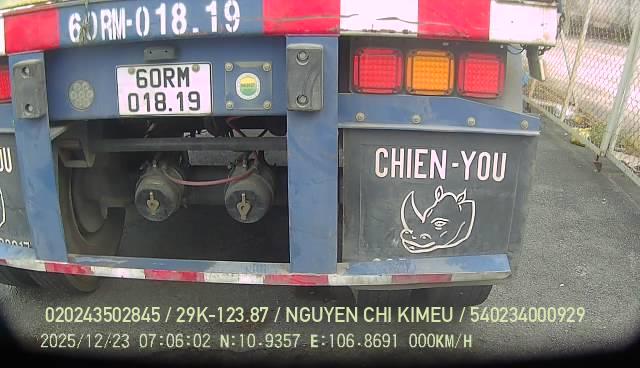 60RM-018.19
60RM
018.19
CHIEN-YOU
OU
020243502845 / 29K-123.87 / NGUYEN CHI KIMEU / 540234000929
2025/12/23 07:06:02 N:10.9357 E:106.8691 000KM/H